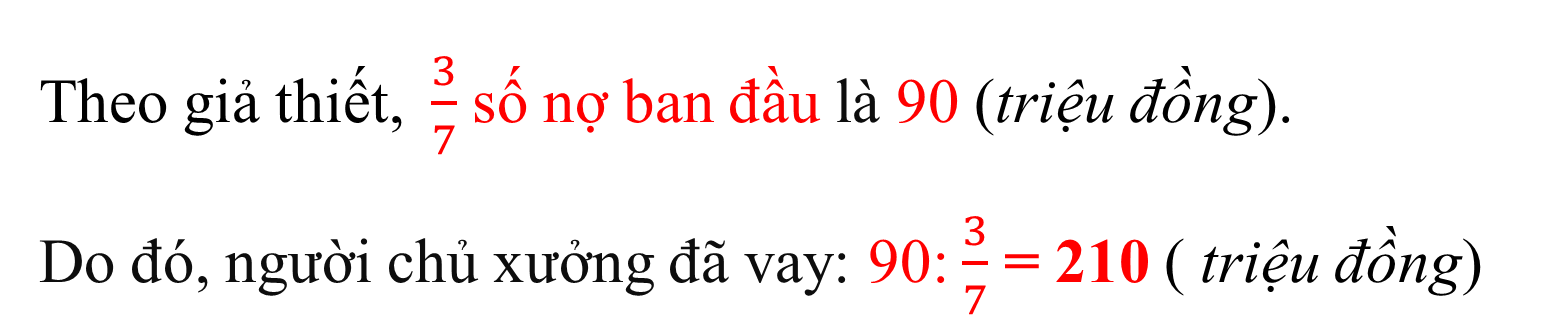 Theo giả thiết, 3/7 số nợ ban đầu là 90 (triệu đồng).
Do đó, người chủ xưởng đã vay: 90: 3/7 = 210 ( triệu đồng)